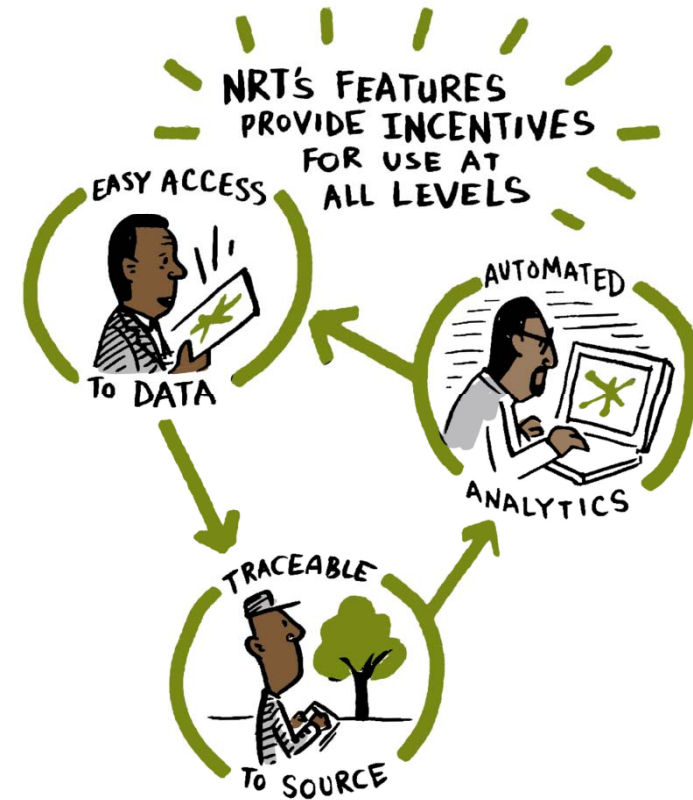 NRT'S FEATURES
PROVIDE INCENTIVES
FOR USE AT
ALL LEVELS
EASY ACCESS
TO DATA
AUTOMATED
ANALYTICS
TRACEABLE
TO SOURCE